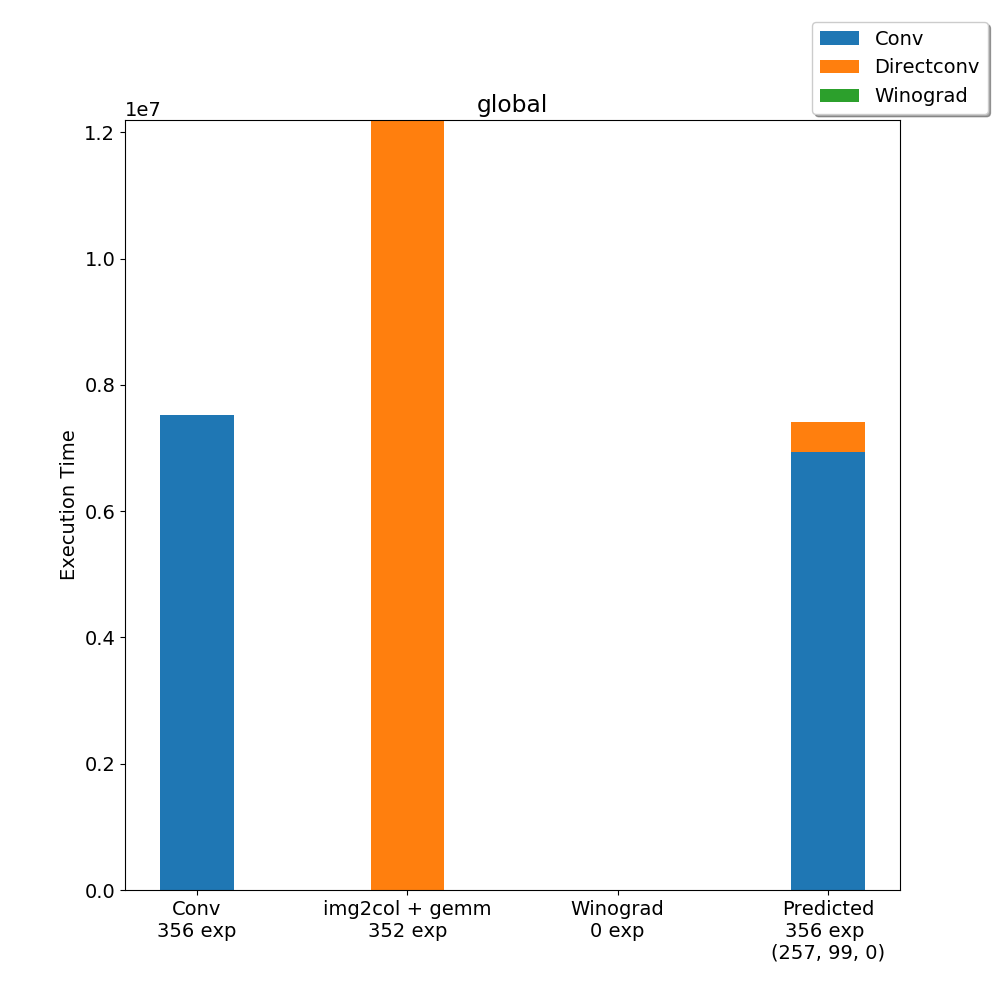 Conv
Directconv
Winograd
global
1e7
1.2
1.0
0.8
0.6
0.4
0.2
0.0
Execution Time
Conv
356 exp
img2col + gemm
352 exp
Winograd
0 exp
Predicted
356 exp
(257, 99, 0)